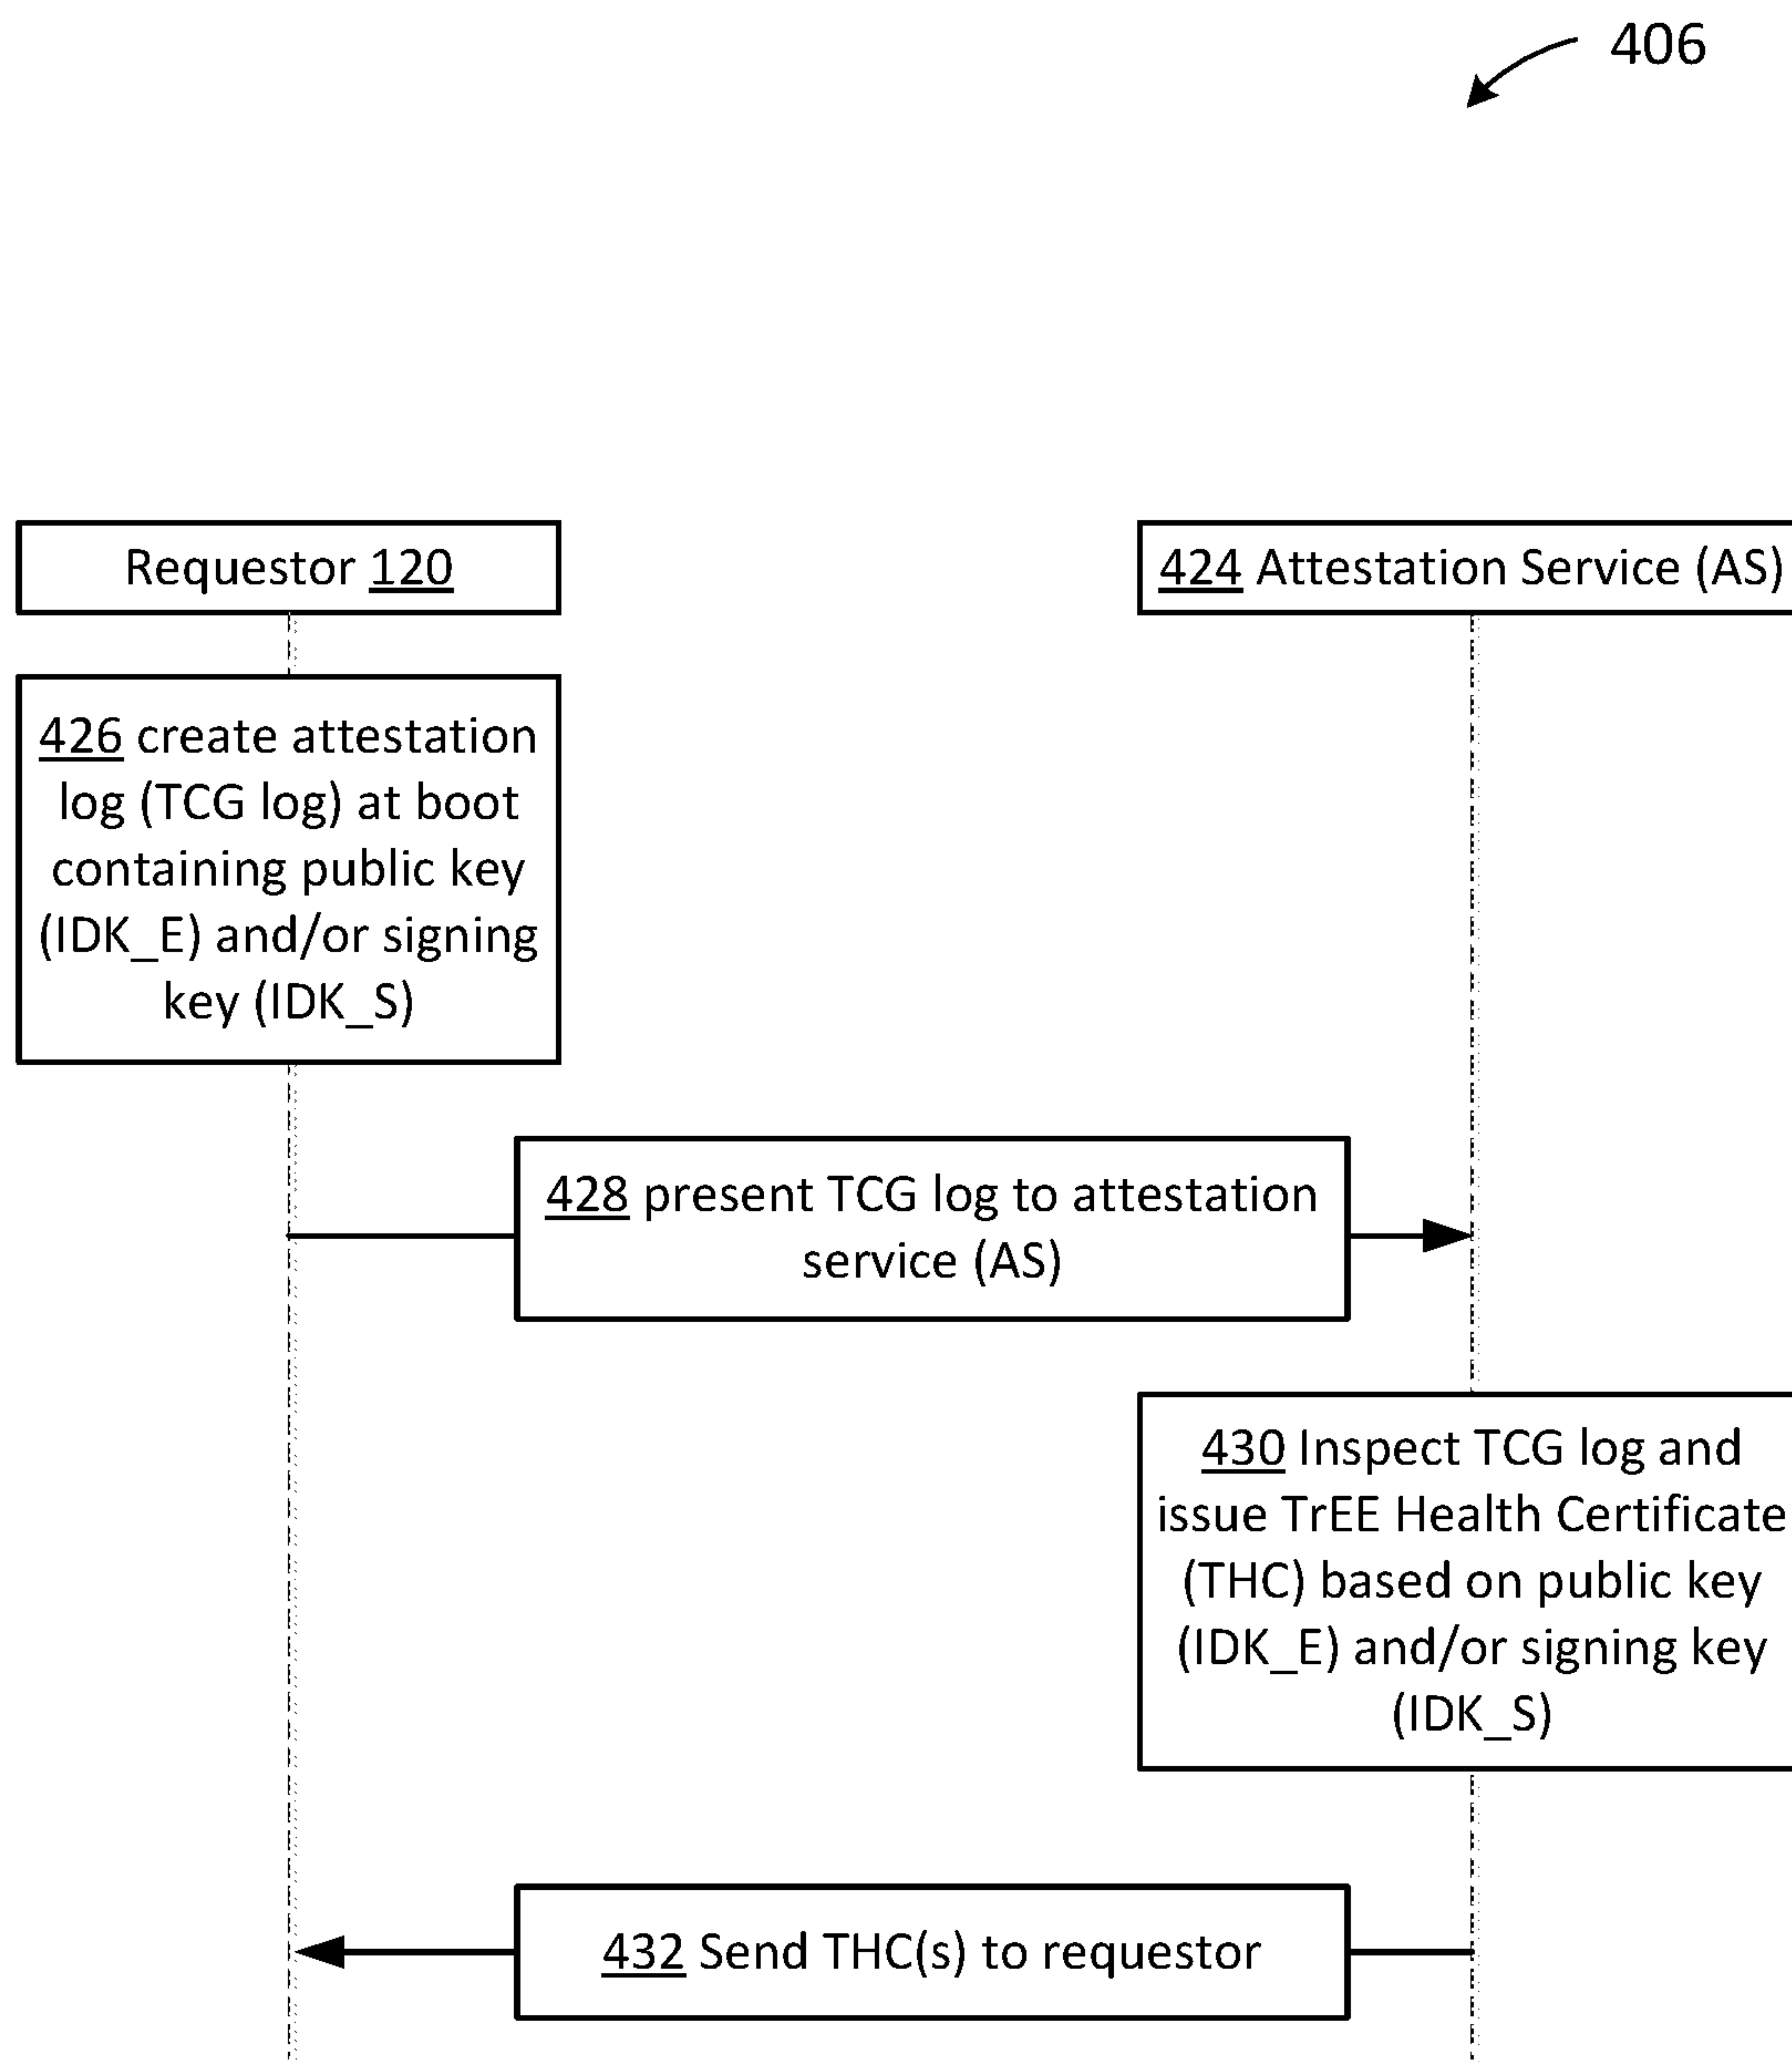 406
Requestor 120
424 Attestation Service (AS)
426 create attestation
log (TCG log) at boot
containing public key
(IDK_E) and/or signing
key (IDK_S)
428 present TCG log to attestation
service (AS)
430 Inspect TCG log and
issue TrEE Health Certificate
(THC) based on public key
(IDK_E) and/or signing key
(IDK_S)
432 Send THC(s) to requestor